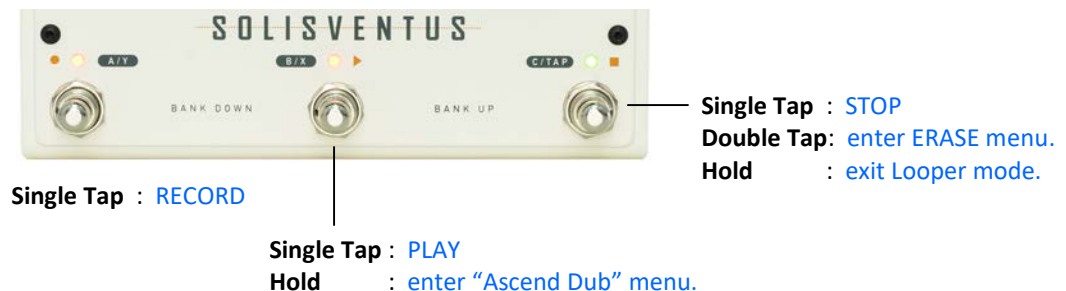 SOLISVENTUS
A/Y
B/X
C/TAP
BANK DOWN
BANK UP
Single Tap : STOP
Double Tap: enter ERASE menu.
Hold : exit Looper mode.
Single Tap : RECORD
Single Tap : PLAY
Hold : enter “Ascend Dub” menu.